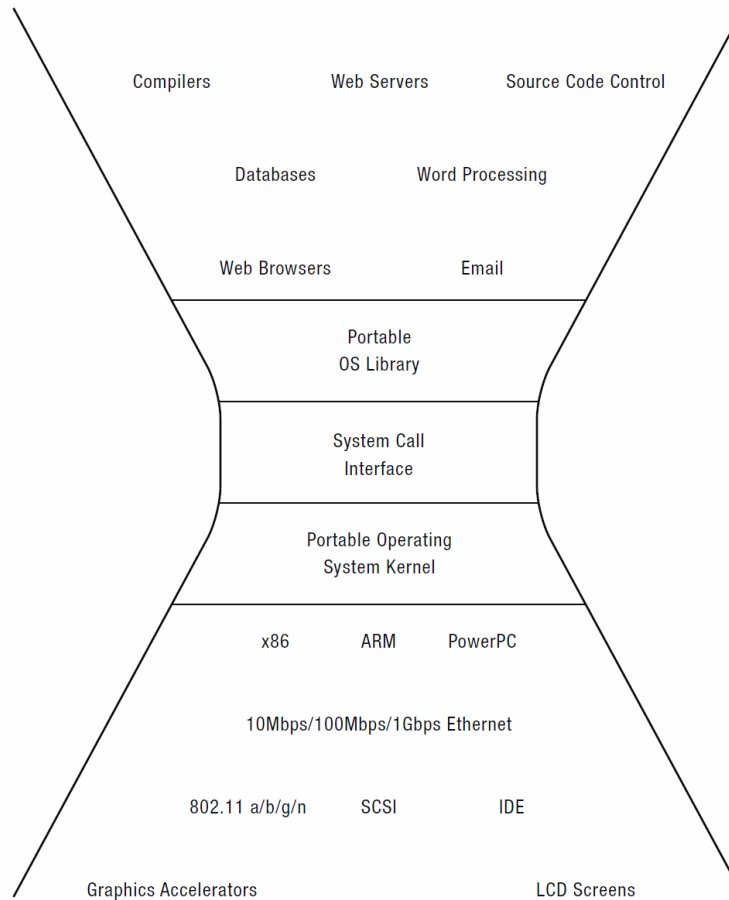 Compilers Web Servers Source Code Control
Databases Word Processing
Web Browsers Email
Portable
OS Library
System Call
Interface
Portable Operating
System Kernel
x86 ARM PowerPC
10Mbps/100Mbps/1Gbps Ethernet
802.11 a/b/g/n SCSI IDE
Graphics Accelerators LCD Screens